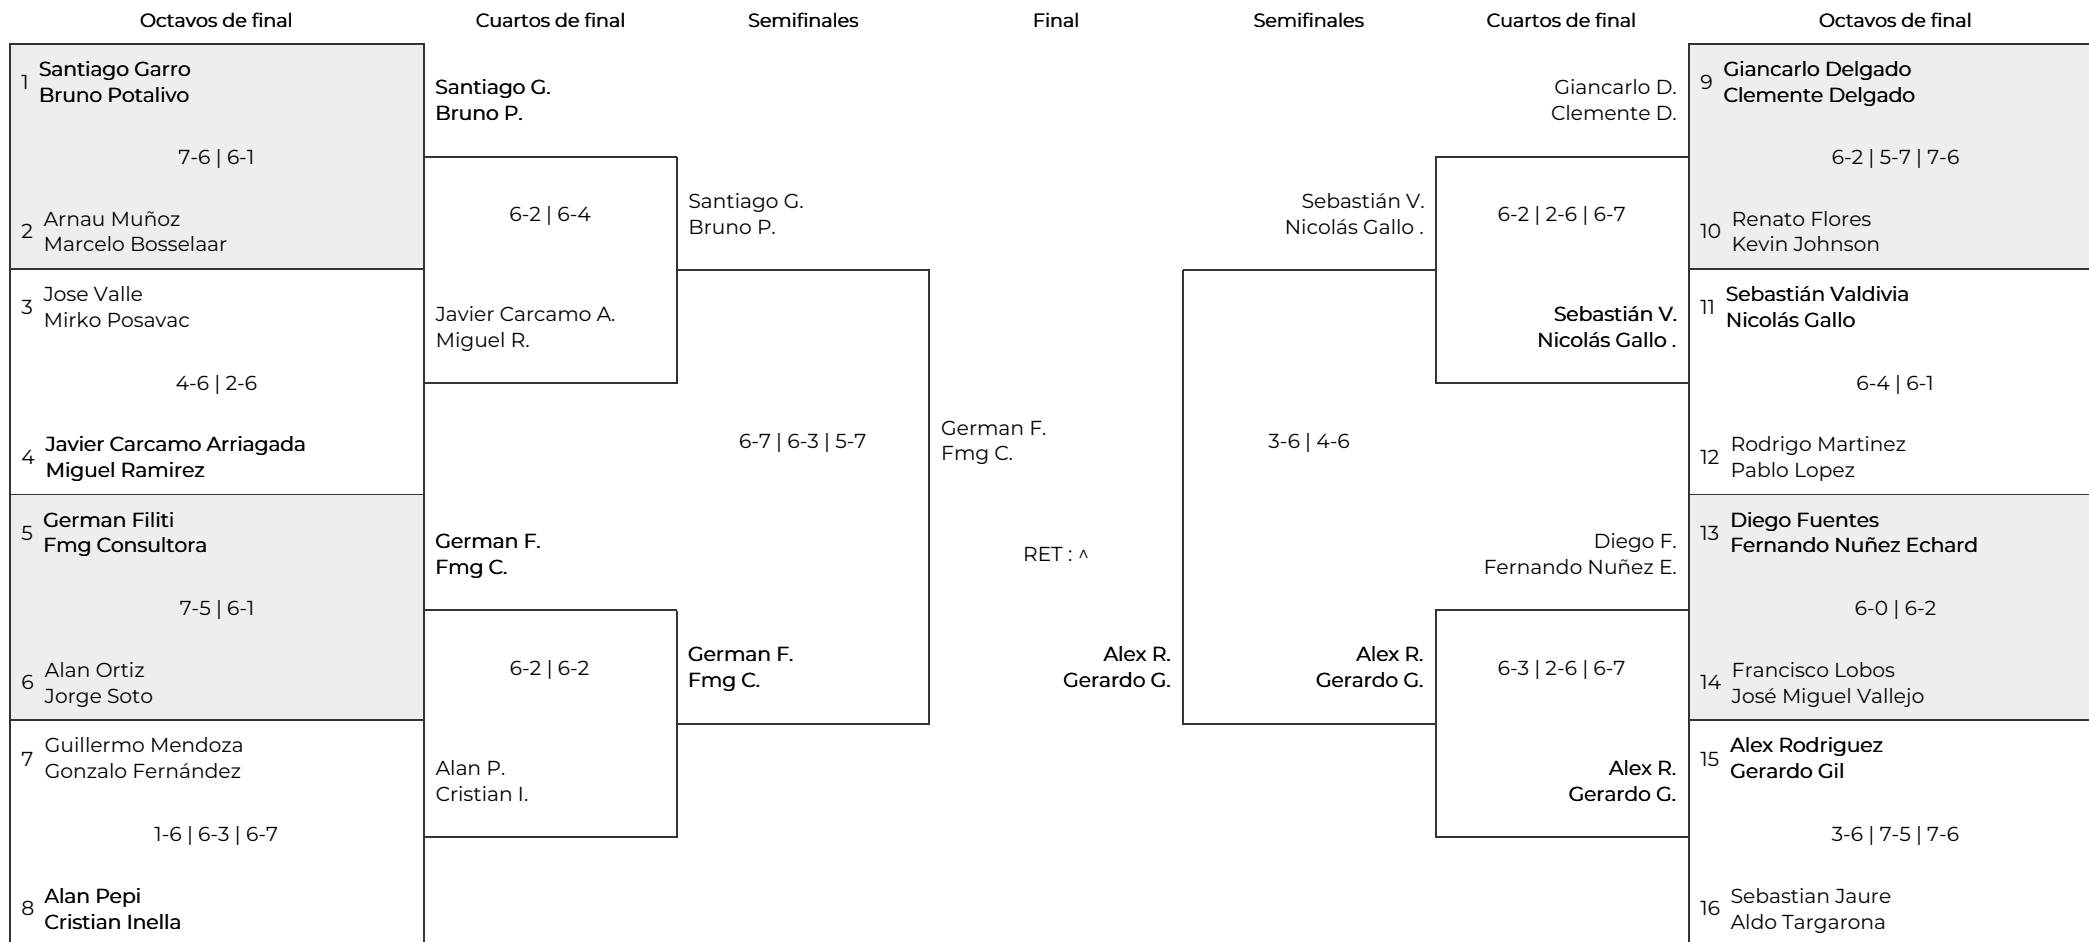 Octavos de final
Cuartos de final
Semifinales
Final
Semifinales
Cuartos de final
Octavos de final
1
Santiago Garro
Bruno Potalivo
7-6 | 6-1
2
Arnau Muñoz
Marcelo Bosselaar
3
Jose Valle
Mirko Posavac
4-6 | 2-6
4
Javier Carcamo Arriagada
Miguel Ramirez
5
German Filiti
Fmg Consultora
7-5 | 6-1
6
Alan Ortiz
Jorge Soto
7
Guillermo Mendoza
Gonzalo Fernández
1-6 | 6-3 | 6-7
8
Alan Pepi
Cristian Inella
Santiago G.
Bruno P.
6-2 | 6-4
Javier Carcamo A.
Miguel R.
German F.
Fmg C.
6-2 | 6-2
Alan P.
Cristian I.
Santiago G.
Bruno P.
6-7 | 6-3 | 5-7
German F.
Fmg C.
German F.
Fmg C.
RET : ^
Alex R.
Gerardo G.
Sebastián V.
Nicolás Gallo .
3-6 | 4-6
Alex R.
Gerardo G.
Giancarlo D.
Clemente D.
6-2 | 2-6 | 6-7
Sebastián V.
Nicolás Gallo .
Diego F.
Fernando Nuñez E.
6-3 | 2-6 | 6-7
Alex R.
Gerardo G.
9
Giancarlo Delgado
Clemente Delgado
6-2 | 5-7 | 7-6
10
Renato Flores
Kevin Johnson
11
Sebastián Valdivia
Nicolás Gallo
6-4 | 6-1
12
Rodrigo Martinez
Pablo Lopez
13
Diego Fuentes
Fernando Nuñez Echard
6-0 | 6-2
14
Francisco Lobos
José Miguel Vallejo
15
Alex Rodriguez
Gerardo Gil
3-6 | 7-5 | 7-6
16
Sebastian Jaure
Aldo Targarona